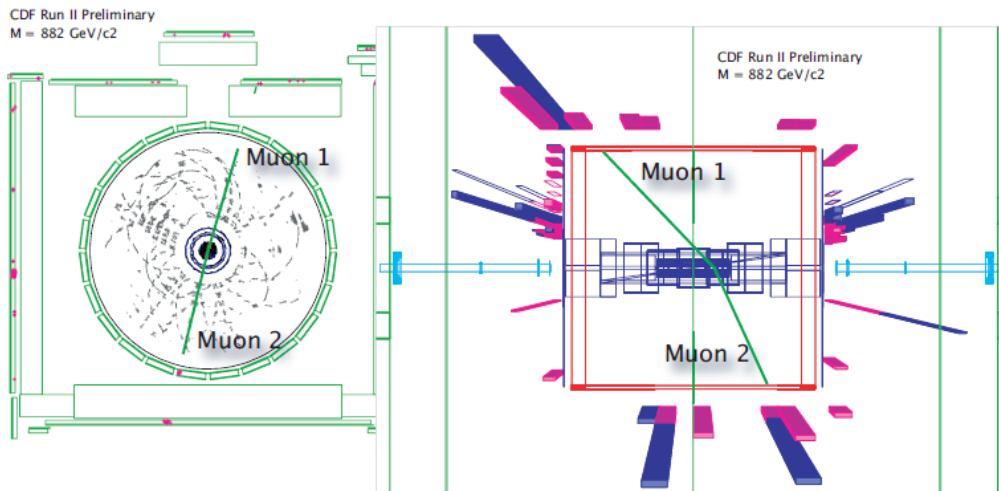 CDF Run II Preliminary
M = 882 GeV/c2
Muon 1
Muon 2
CDF Run II Preliminary
M = 882 GeV/c2
Muon 1
Muon 2